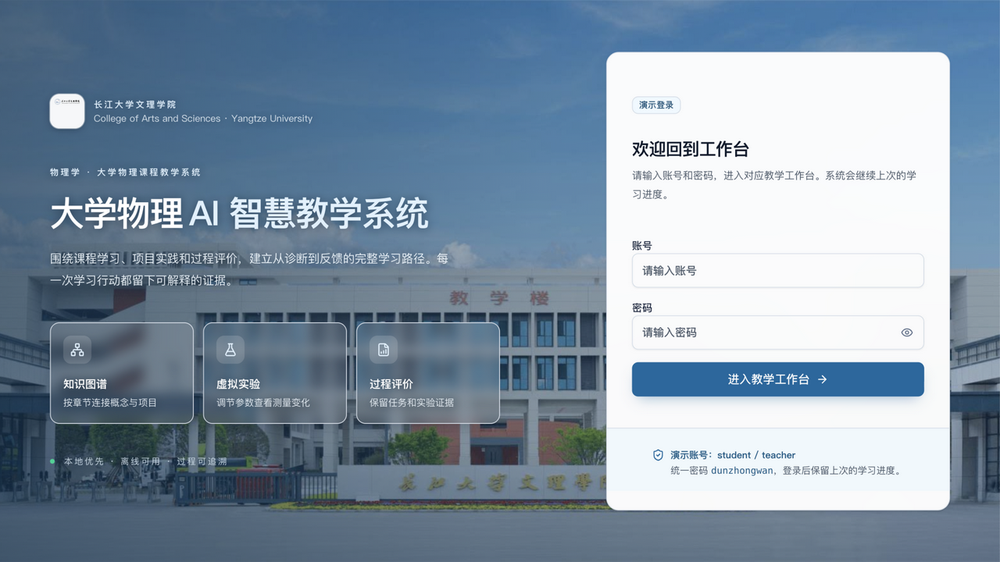 长江大学文理学院
College of Arts and Sciences · Yangtze University
物理学 · 大学物理课程教学系统
大学物理 AI 智慧教学系统
围绕课程学习、项目实践和过程评价，建立从诊断到反馈的完整学习路径。每
一次学习行动都留下可解释的证据。
教学楼
知识图谱
按章节连接概念与项目
虚拟实验
调节参数查看测量变化
过程评价
保留任务和实验证据
本地优先 · 离线可用 · 过程可追溯
长江大学文理學
演示登录
欢迎回到工作台
请输入账号和密码，进入对应教学工作台。系统会继续上次的学
习进度。
账号
请输入账号
密码
请输入密码
进入教学工作台 →
演示账号：student / teacher
统一密码 dunzhongwan，登录后保留上次的学习进度。